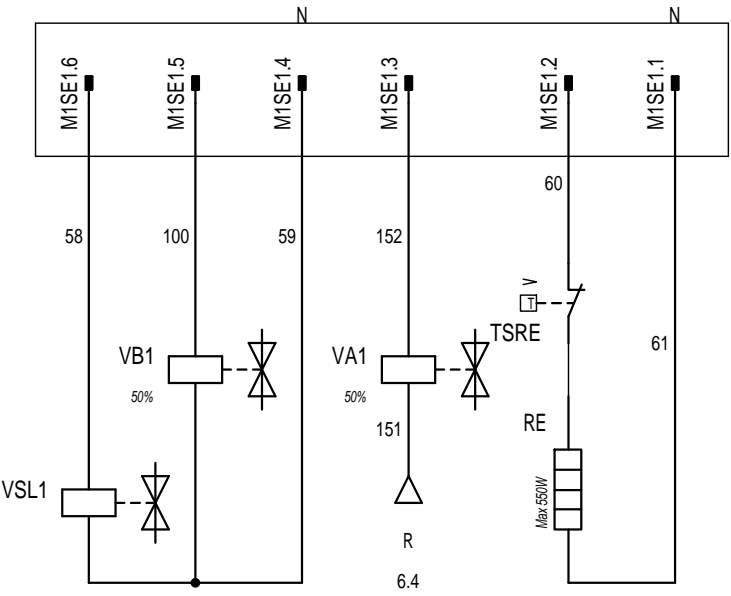 N
N
M1SE1.6
M1SE1.5
M1SE1.4
M1SE1.3
M1SE1.2
M1SE1.1
60
58
100
59
152
V
T
TSRE
61
VB1
50%
VA1
50%
151
RE
Max 550W
VSL1
R
6.4